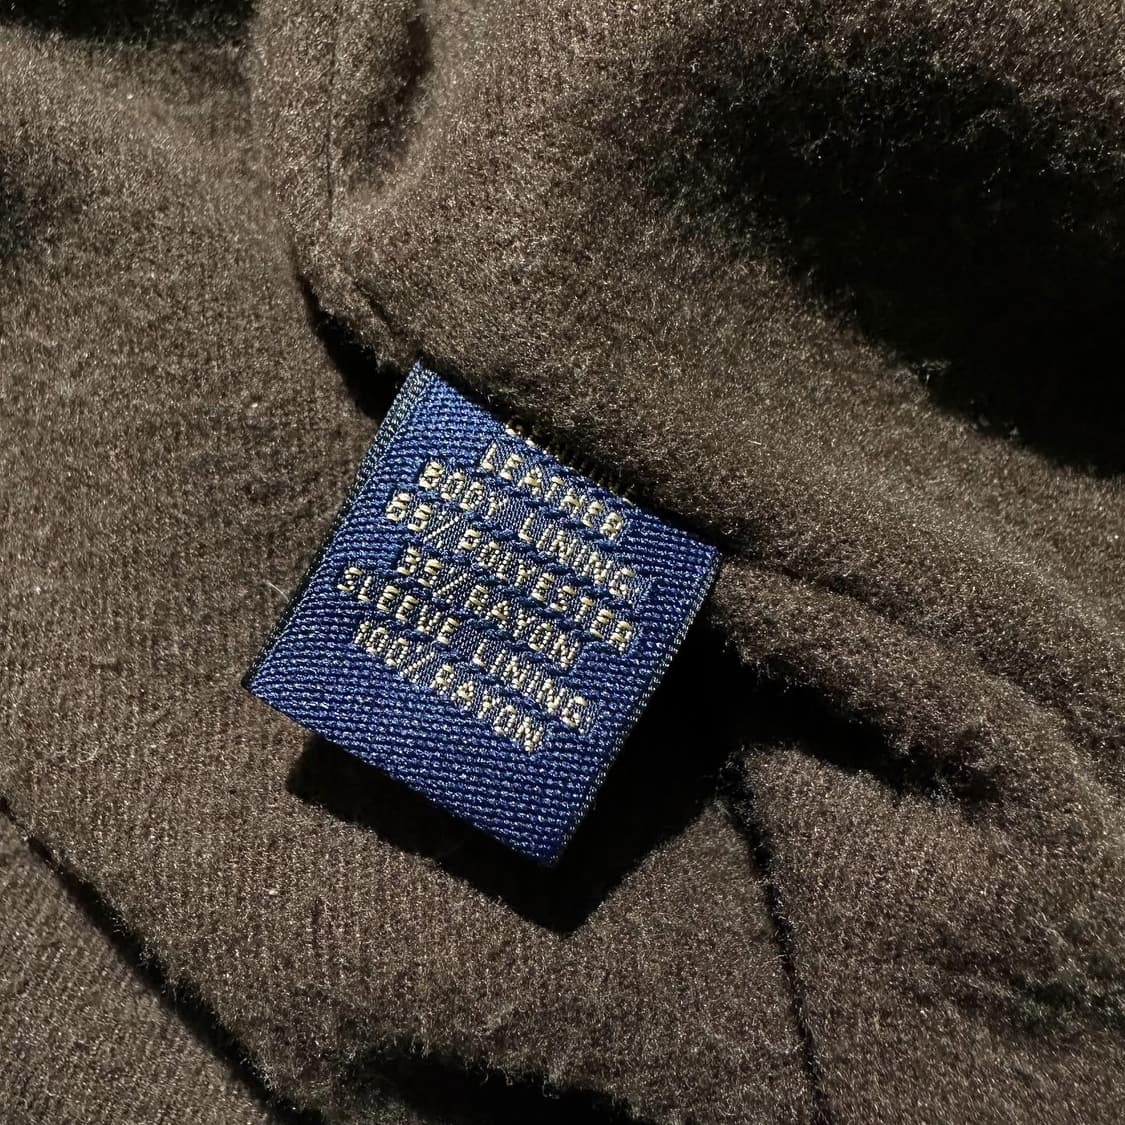 LEATHER
BODY LINING:
65/POLYESTER
35/RAYON
SLEEVE LINING:
100/RAYON